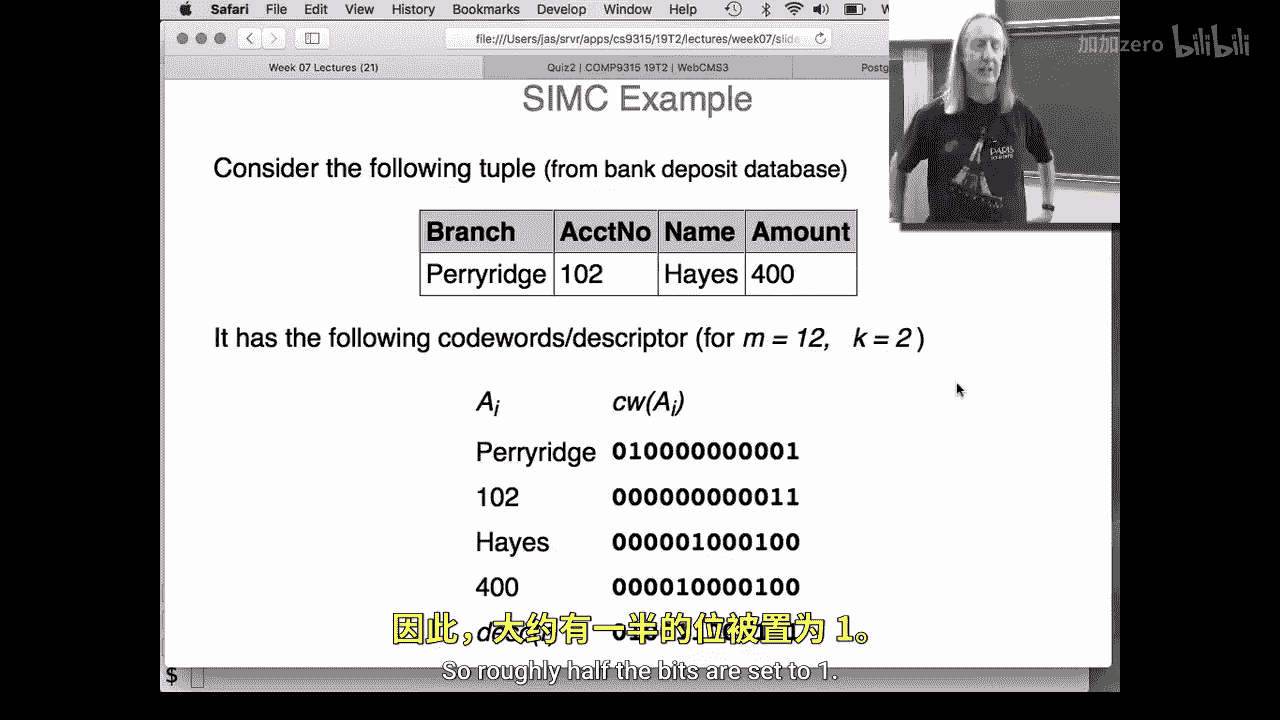 Safari File Edit View History Bookmarks Develop Window Help
file:///Users/jas/srvr/apps/cs9315/19T2/lectures/week07/slide
加加zero bilibili
Week 07 Lectures (21) Quiz2 | COMP9315 19T2 | WebCMS3 Postg
SIMC Example
PARIS
Consider the following tuple (from bank deposit database)
Branch AcctNo Name Amount
Perryridge 102 Hayes 400
It has the following codewords/descriptor (for m = 12, k = 2 )
Ai cw(Ai)
Perryridge 010000000001
102 000000000011
Hayes 000001000100
400 000010000100
因此，大约有一半的位被置为 1。
So roughly half the bits are set to 1.
$